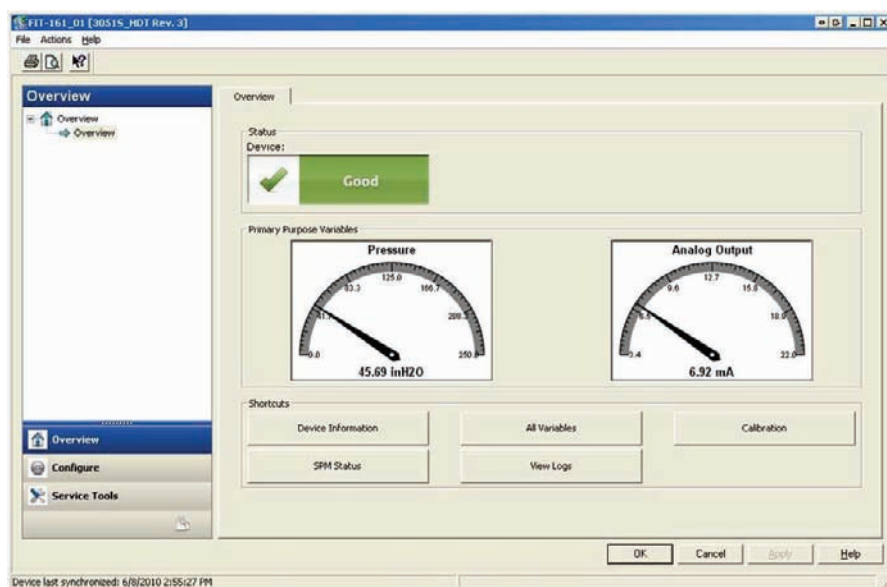 FIT-161_01 [3051S_HDT Rev. 3]
File Actions Help
Overview
Overview
Overview
Overview
Configure
Service Tools
Overview
Status
Device:
Good
Primary Purpose Variables
Pressure
0.0
83.3
125.0
166.7
250.0
45.69 inH2O
Analog Output
9.6
12.7
15.8
18.9
22.0
6.92 mA
Shortcuts
Device Information
All Variables
Calibration
SPM Status
View Logs
OK
Cancel
Apply
Help
Device last synchronized: 6/8/2010 2:55:27 PM